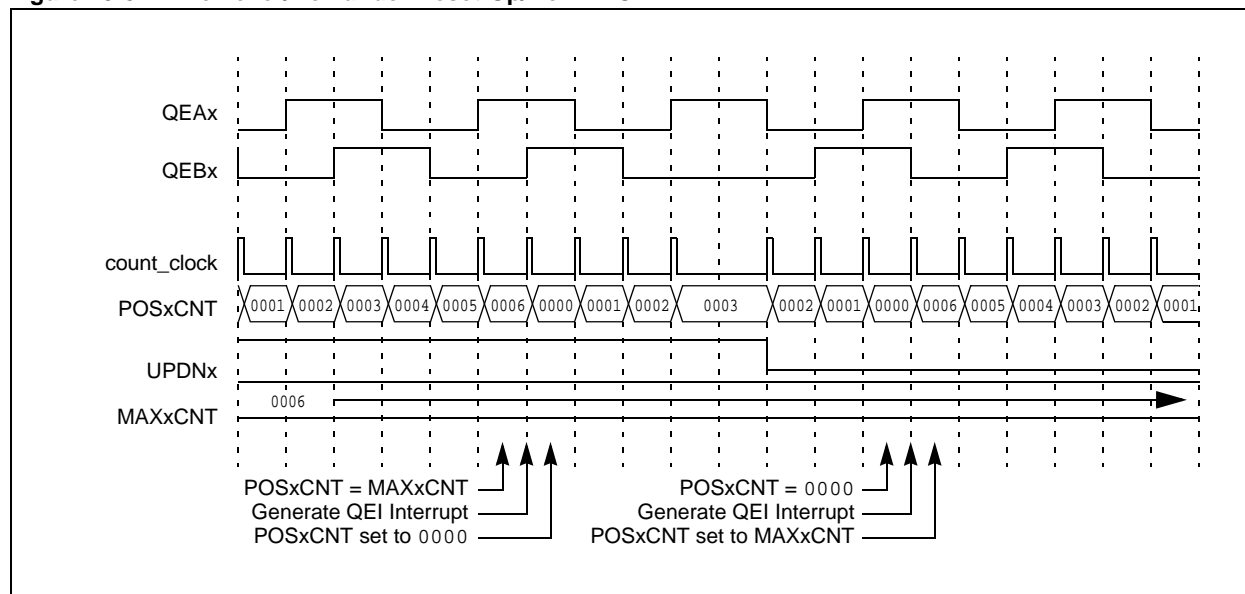 QEAx
QEBx
count_clock
POSxCNT 0001 0002 0003 0004 0005 0006 0000 0001 0002 0003 0002 0001 0000 0006 0005 0004 0003 0002 0001
UPDNx
MAXxCNT 0006
POSxCNT = MAXxCNT
Generate QEI Interrupt
POSxCNT set to 0000
POSxCNT = 0000
Generate QEI Interrupt
POSxCNT set to MAXxCNT